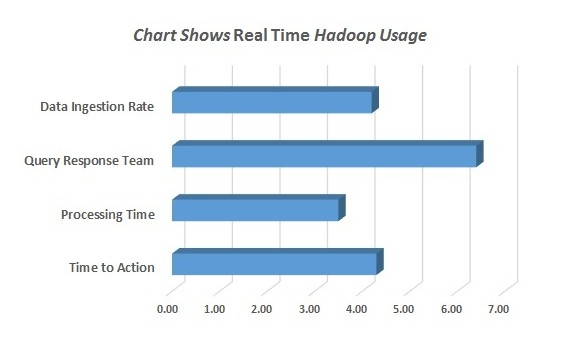 Chart Shows Real Time Hadoop Usage
Data Ingestion Rate
Query Response Team
Processing Time
Time to Action
0.00 1.00 2.00 3.00 4.00 5.00 6.00 7.00